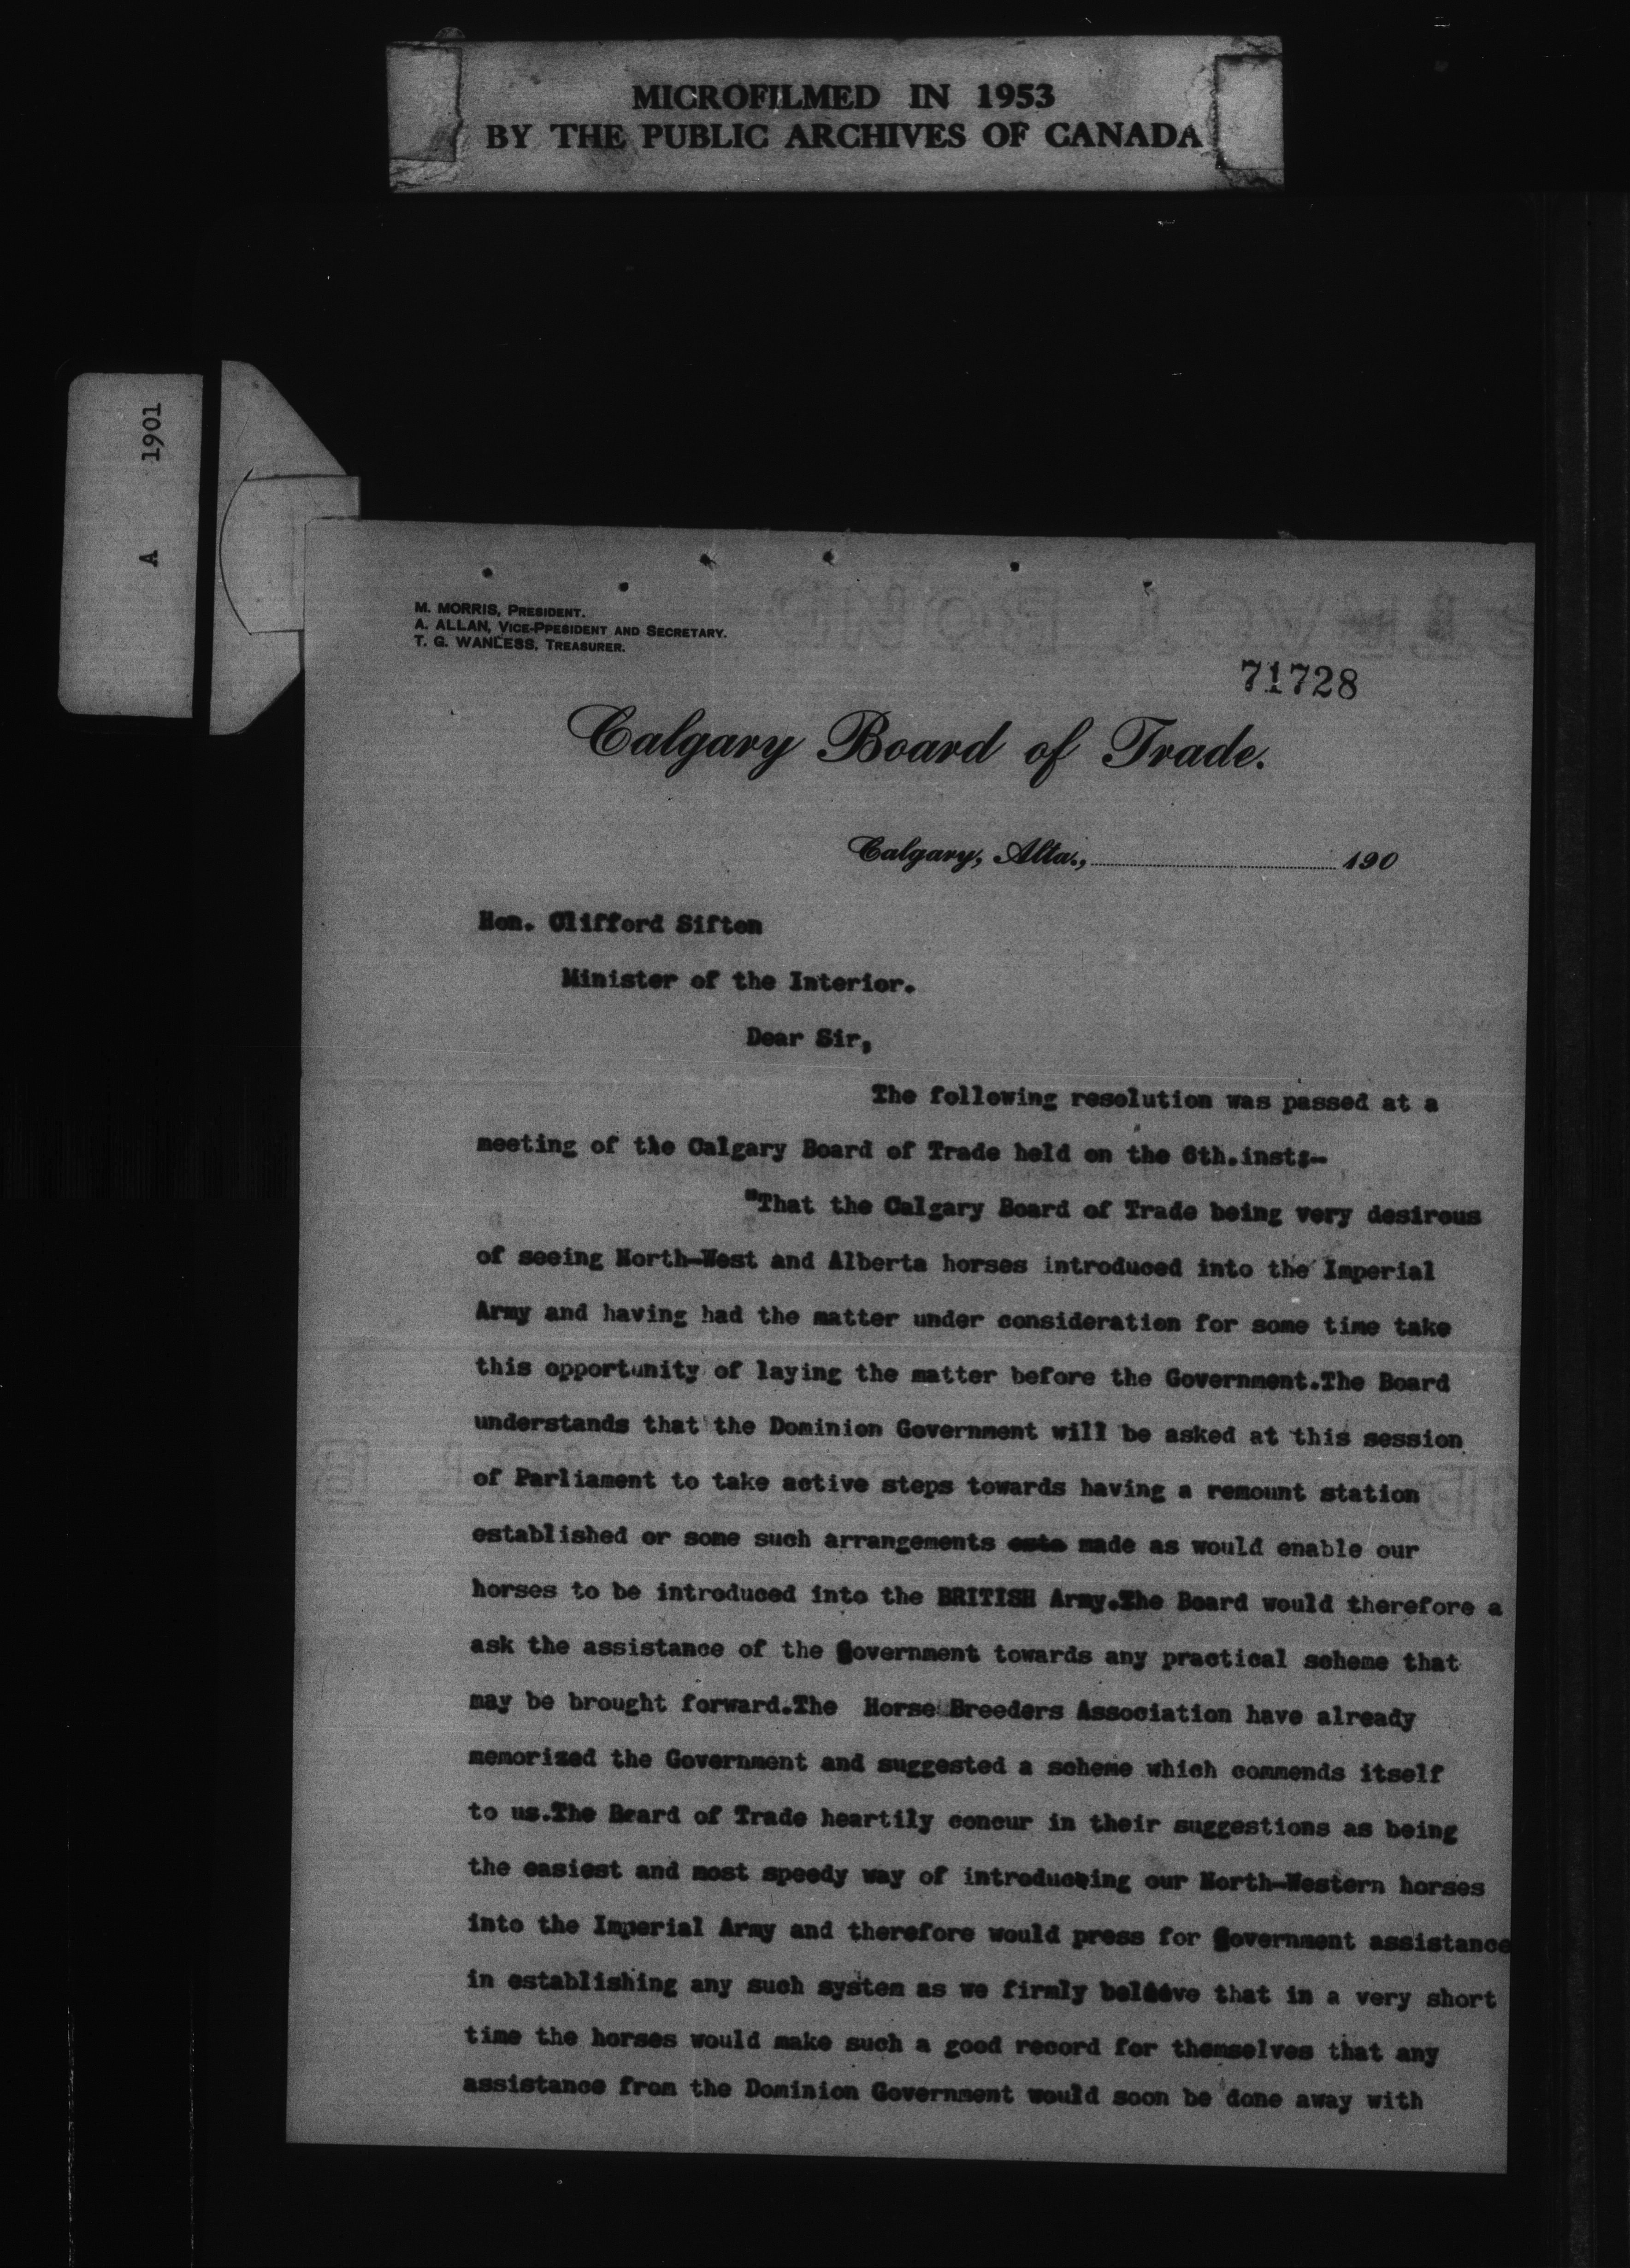 MICROFILMED IN 1953
BY THE PUBLIC ARCHIVES OF CANADA
A 1901
M. MORRIS, PRESIDENT.
A. ALLAN, VICE-PPESIDENT AND SECRETARY.
T. G. WANLESS, TREASURER.
71728
Calgary Board of Trade.
Calgary, Alta., 190
Hon. Clifford Sifton
Minister of the Interior.
Dear Sir,
The following resolution was passed at a
meeting of the Calgary Board of Trade held on the 6th.inst:-
"That the Calgary Board of Trade being very desirous
of seeing North-West and Alberta horses introduced into the Imperial
Army and having had the matter under consideration for some time take
this opportunity of laying the matter before the Government.The Board
understands that the Dominion Government will be asked at this session
of Parliament to take active steps towards having a remount station
established or some such arrangements made as would enable our
horses to be introduced into the BRITISH Army.The Board would therefore a
ask the assistance of the Government towards any practical scheme that
may be brought forward.The Horse Breeders Association have already
memorized the Government and suggested a scheme which commends itself
to us.The Board of Trade heartily concur in their suggestions as being
the easiest and most speedy way of introducing our North-Western horses
into the Imperial Army and therefore would press for Government assistance
in establishing any such system as we firmly believe that in a very short
time the horses would make such a good record for themselves that any
assistance from the Dominion Government would soon be done away with